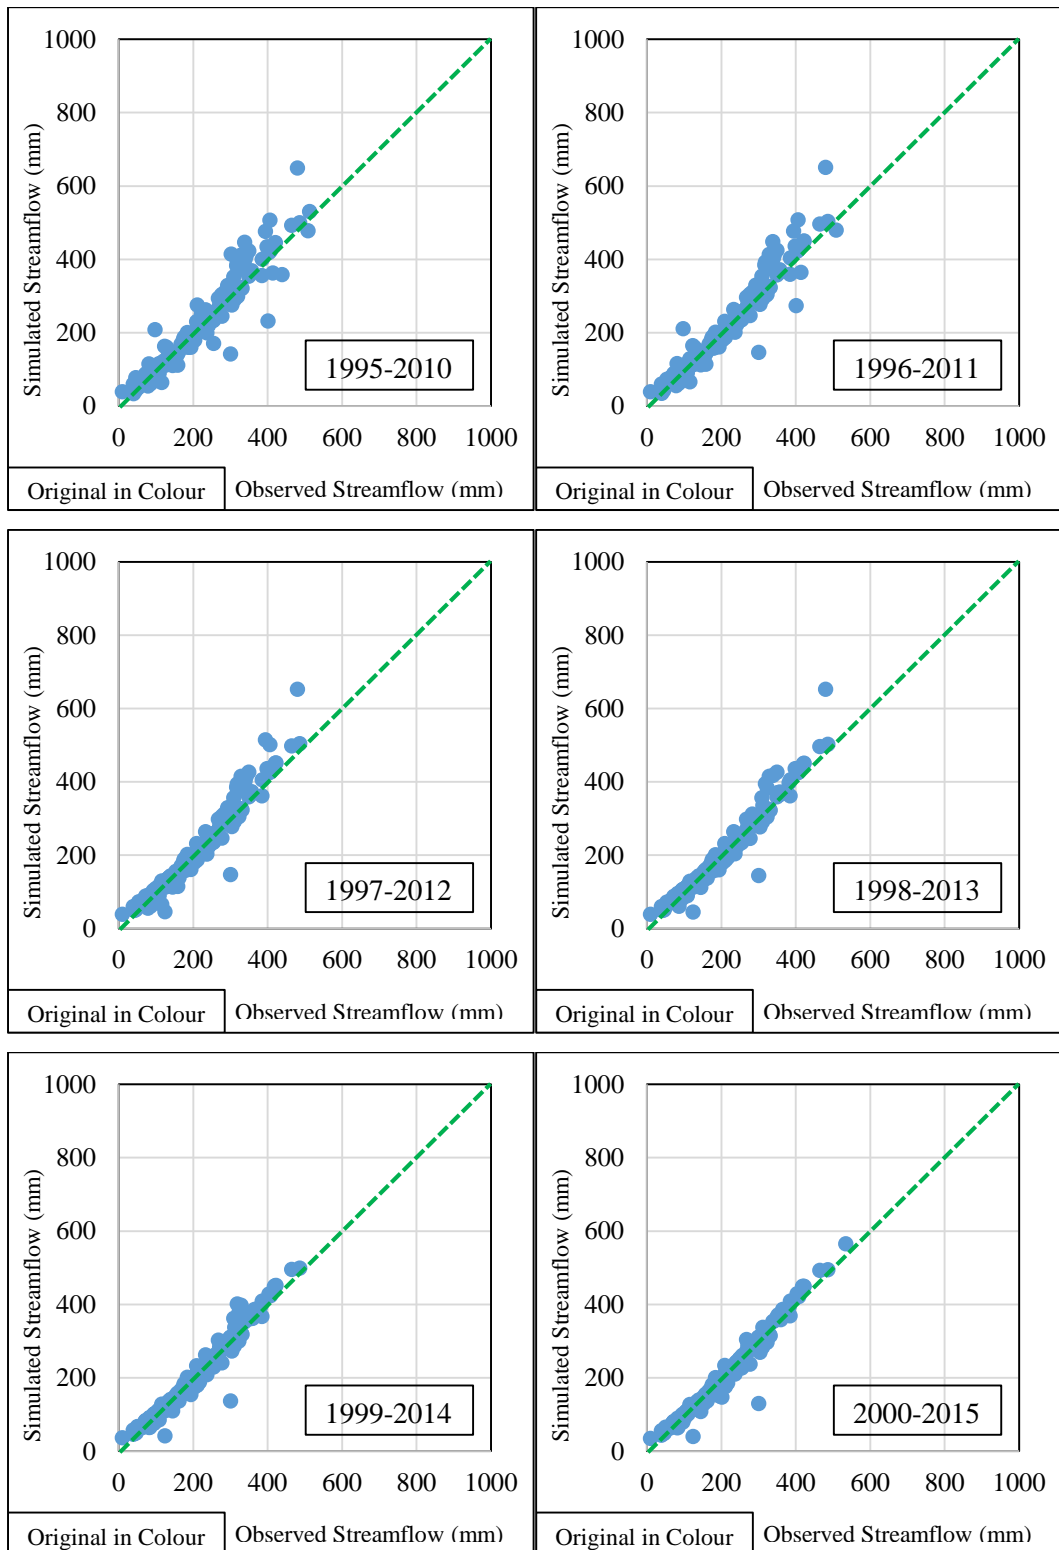 1000
800
600
400
200
0
Simulated Streamflow (mm)
1995-2010
0 200 400 600 800 1000
Original in Colour
Observed Streamflow (mm)
1000
800
600
400
200
0
Simulated Streamflow (mm)
1996-2011
0 200 400 600 800 1000
Original in Colour
Observed Streamflow (mm)
1000
800
600
400
200
0
Simulated Streamflow (mm)
1997-2012
0 200 400 600 800 1000
Original in Colour
Observed Streamflow (mm)
1000
800
600
400
200
0
Simulated Streamflow (mm)
1998-2013
0 200 400 600 800 1000
Original in Colour
Observed Streamflow (mm)
1000
800
600
400
200
0
Simulated Streamflow (mm)
1999-2014
0 200 400 600 800 1000
Original in Colour
Observed Streamflow (mm)
1000
800
600
400
200
0
Simulated Streamflow (mm)
2000-2015
0 200 400 600 800 1000
Original in Colour
Observed Streamflow (mm)